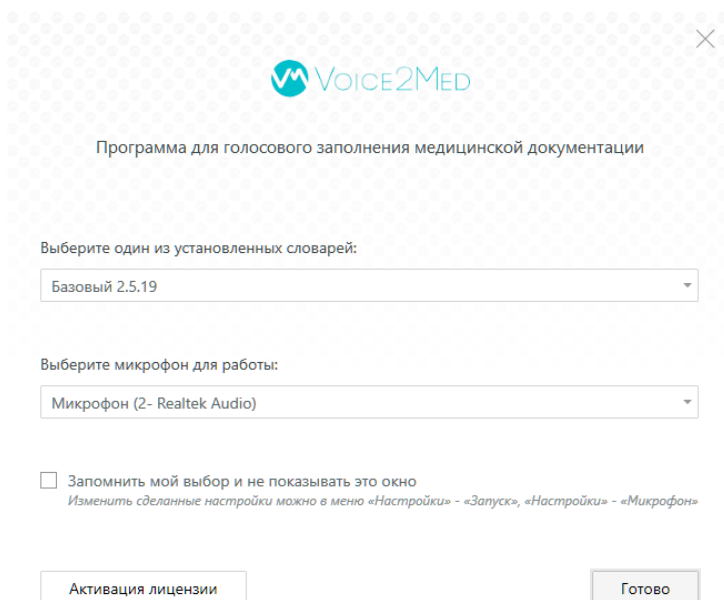 VM VOICE2MED
Программа для голосового заполнения медицинской документации
Выберите один из установленных словарей:
Базовый 2.5.19
Выберите микрофон для работы:
Микрофон (2- Realtek Audio)
Запомнить мой выбор и не показывать это окно
Изменить сделанные настройки можно в меню «Настройки» - «Запуск», «Настройки» - «Микрофон»
Активация лицензии
Готово